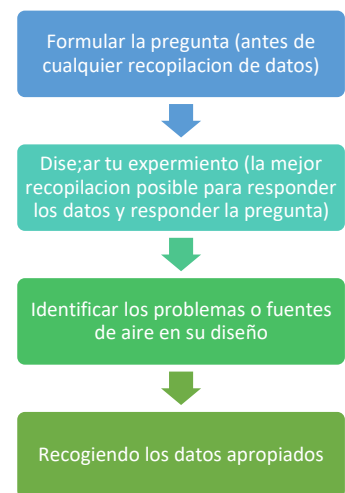 Formular la pregunta (antes de
cualquier recopilacion de datos)
Dise;ar tu expermiento (la mejor
recopilacion posible para responder
los datos y responder la pregunta)
Identificar los problemas o fuentes
de aire en su diseño
Recogiendo los datos apropiados